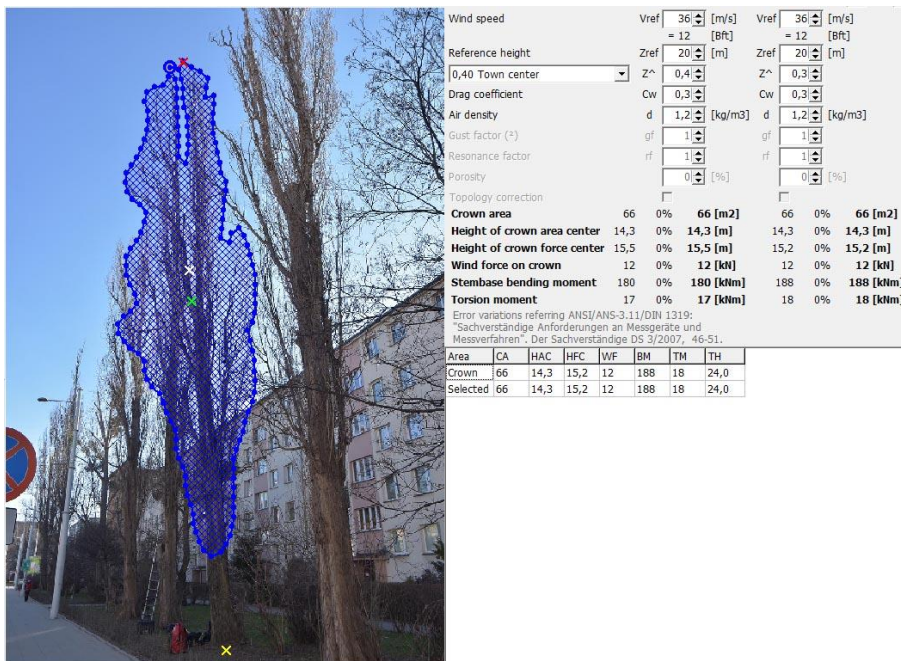 Wind speed Vref 36 [m/s] Vref 36 [m/s]
= 12 [Bft] = 12 [Bft]
Reference height Zref 20 [m] Zref 20 [m]
0,40 Town center Z^ 0,4 Z^ 0,3
Drag coefficient Cw 0,3 Cw 0,3
Air density d 1,2 [kg/m3] d 1,2 [kg/m3]
Gust factor (²) gf 1 gf 1
Resonance factor rf 1 rf 1
Porosity 0 [%] 0 [%]
Topology correction
Crown area 66 0% 66 [m2] 66 0% 66 [m2]
Height of crown area center 14,3 0% 14,3 [m] 14,3 0% 14,3 [m]
Height of crown force center 15,5 0% 15,5 [m] 15,2 0% 15,2 [m]
Wind force on crown 12 0% 12 [kN] 12 0% 12 [kN]
Stembase bending moment 180 0% 180 [kNm] 188 0% 188 [kNm]
Torsion moment 17 0% 17 [kNm] 18 0% 18 [kNm]
Error variations referring ANSI/ANS-3.11/DIN 1319:
"Sachverständige Anforderungen an Messgeräte und
Messverfahren". Der Sachverständige DS 3/2007, 46-51.
Area CA HAC HFC WF BM TM TH
Crown 66 14,3 15,2 12 188 18 24,0
Selected 66 14,3 15,2 12 188 18 24,0